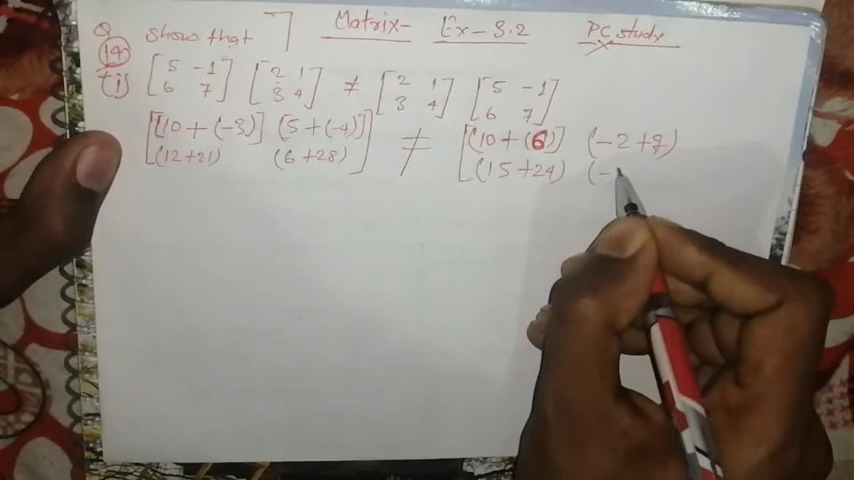 Q Show that Matrix- Ex-3.2 PC study
14
(i) [5 -1 6 7] [2 1 3 4] ≠ [2 1 3 4] [5 -1 6 7]
[[10+(-3)] (5+(-4)] ≠ [(10+(6)] (-2+7)
(12+21) (6+28)] (15+24) (-